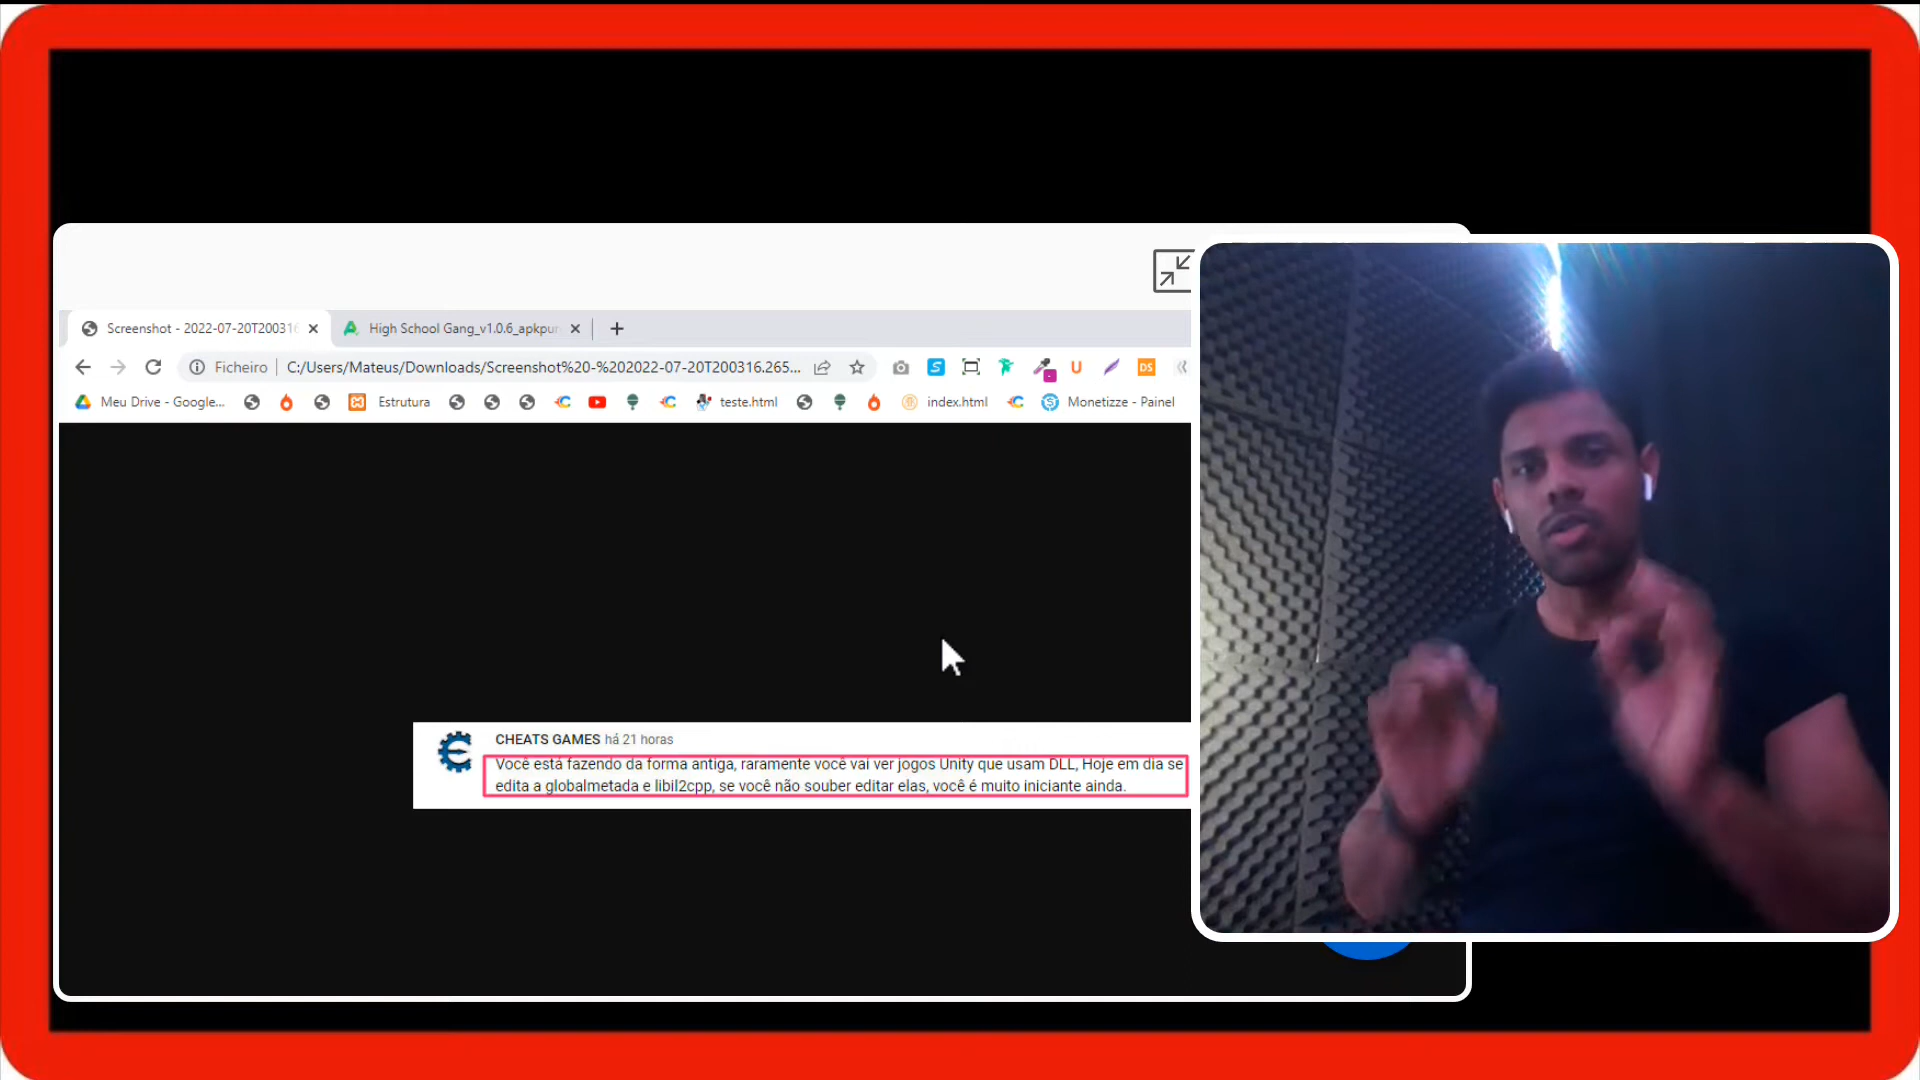 Screenshot - 2022-07-20T200316
High School Gang_v1.0.6_apkpur
Ficheiro
C:/Users/Mateus/Downloads/Screenshot%20-%202022-07-20T200316.265...
Meu Drive - Google...
Estrutura
teste.html
index.html
Monetizze - Painel
CHEATS GAMES há 21 horas
Você está fazendo da forma antiga, raramente você vai ver jogos Unity que usam DLL, Hoje em dia se
edita a globalmetada e libil2cpp, se você não souber editar elas, você é muito iniciante ainda.